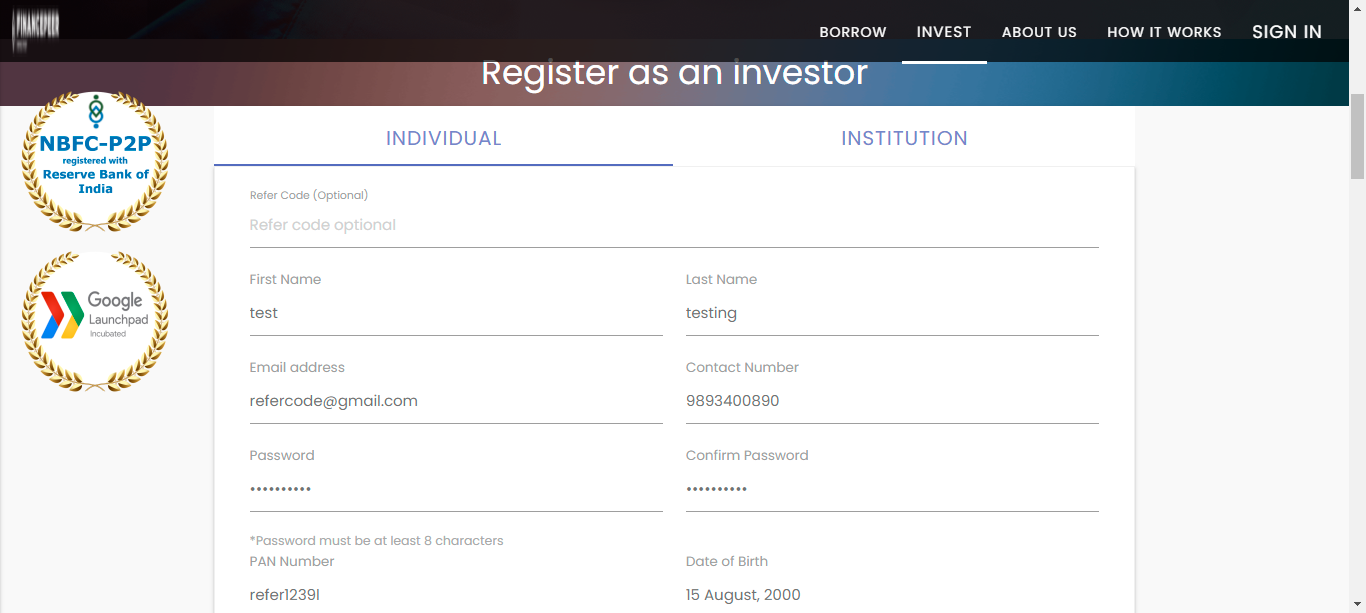 FINANCEPEER
BORROW INVEST ABOUT US HOW IT WORKS SIGN IN
Register as an investor
NBFC-P2P
registered with
Reserve Bank of
India
Google
Launchpad
Incubated
INDIVIDUAL INSTITUTION
Refer Code (Optional)
Refer code optional
First Name Last Name
test testing
Email address Contact Number
refercode@gmail.com 9893400890
Password Confirm Password
•••••••••• ••••••••••
*Password must be at least 8 characters
PAN Number Date of Birth
refer1239l 15 August, 2000